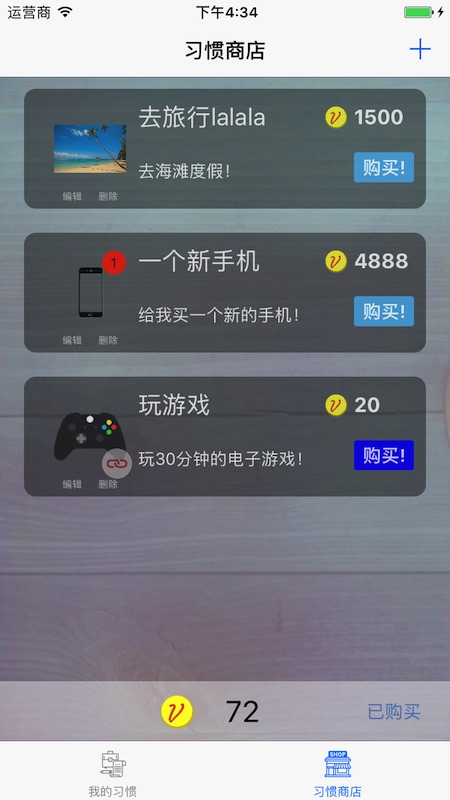 运营商 下午4:34
习惯商店
去旅行lalala 1500
去海滩度假！ 购买!
编辑 删除
1 一个新手机 4888
给我买一个新的手机！ 购买!
编辑 删除
玩游戏 20
玩30分钟的电子游戏！ 购买!
编辑 删除
72 已购买
SHOP
我的习惯 习惯商店